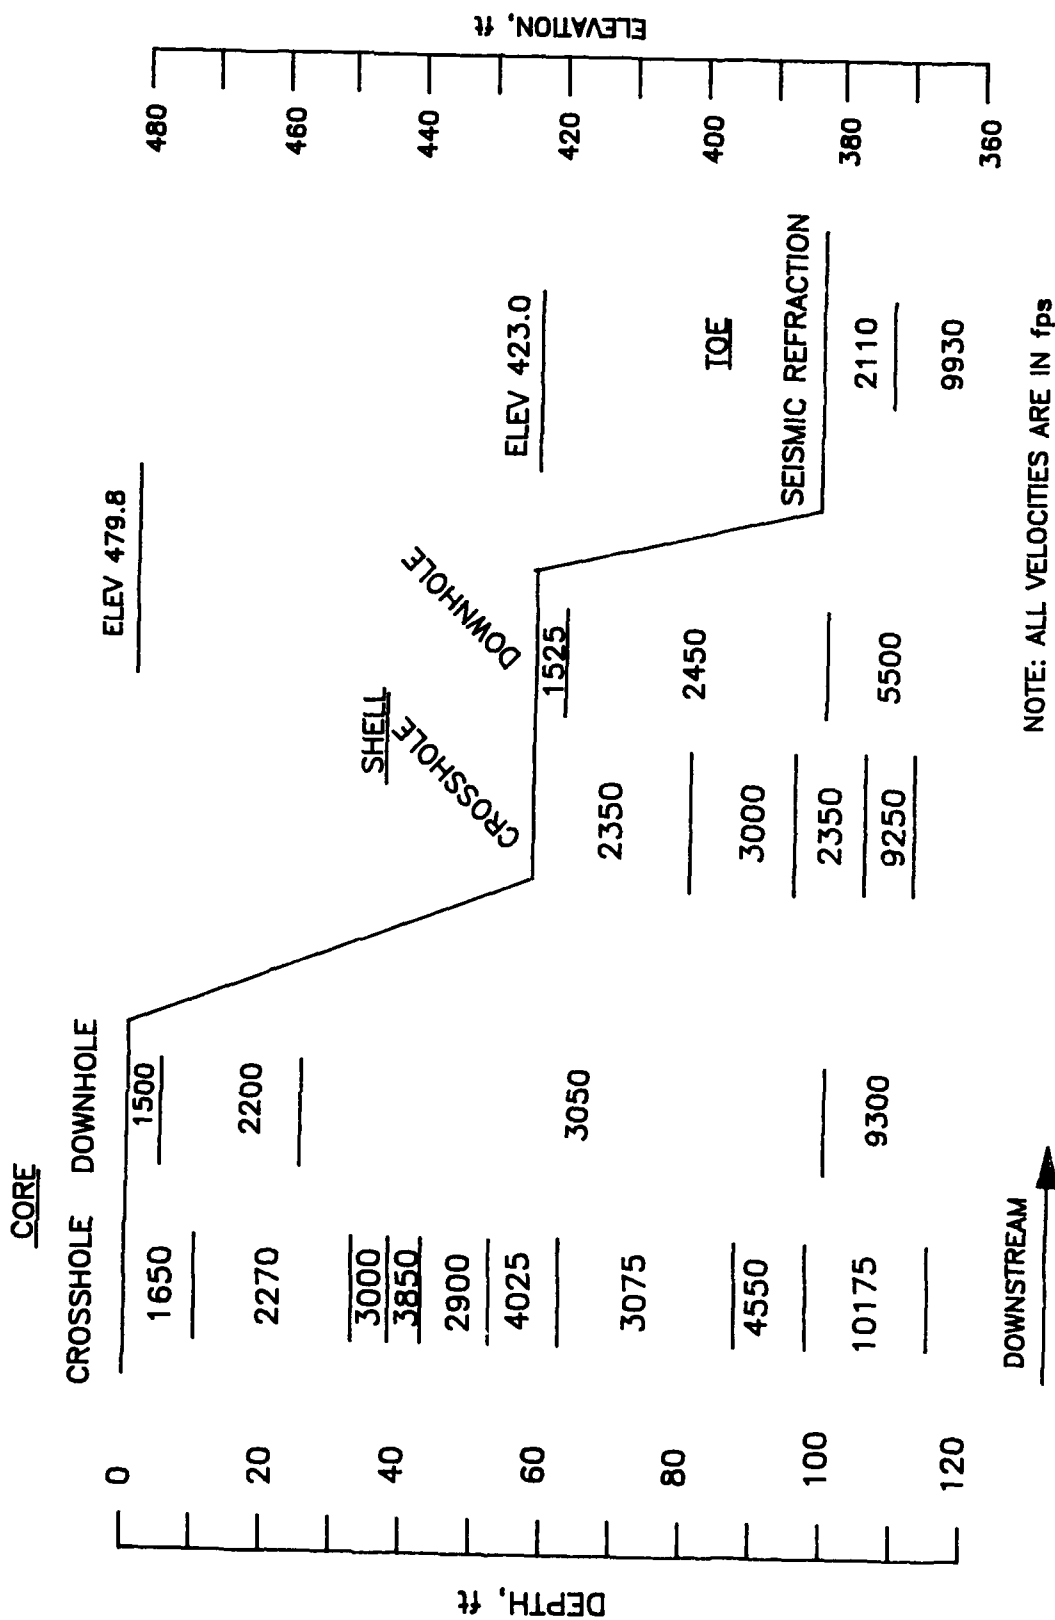 CORE
CROSSHOLE DOWNHOLE
ELEV 479.8
SHELL
CROSSHOLE
DOWNHOLE
ELEV 423.0
TOE
SEISMIC REFRACTION
DEPTH, ft
0
20
40
60
80
100
120
1650
2270
3000
3850
2900
4025
3075
4550
10175
1500
2200
3050
9300
2350
3000
2350
9250
1525
2450
5500
2110
9930
480
460
440
420
400
380
360
ELEVATION, ft
DOWNSTREAM
NOTE: ALL VELOCITIES ARE IN fps